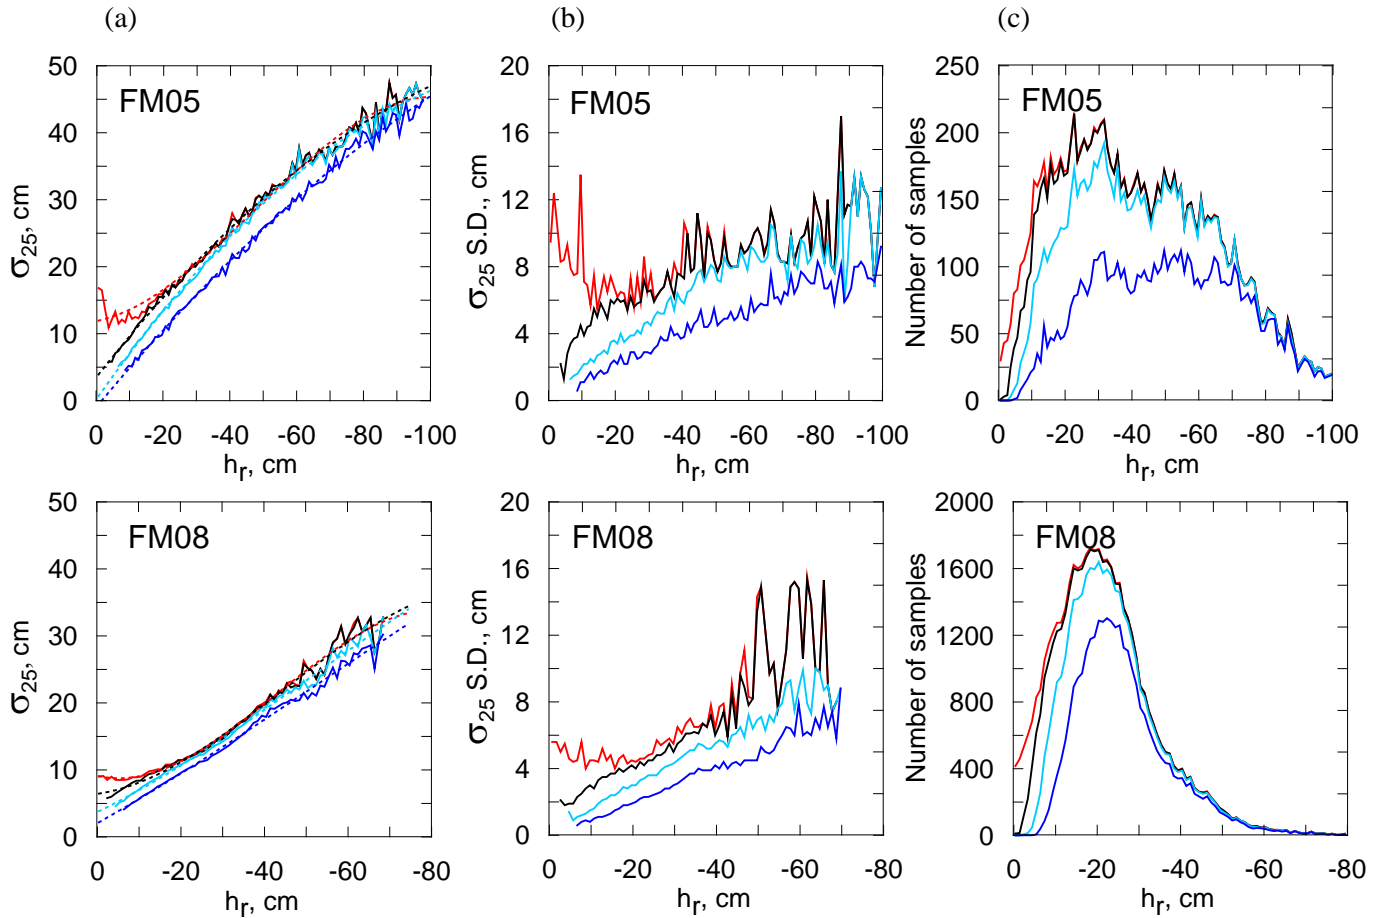 (a)
(b)
(c)
FM05
σ25, cm
50
40
30
20
10
0
0 -20 -40 -60 -80 -100
hr, cm
FM05
σ25 S.D., cm
20
16
12
8
4
0
0 -20 -40 -60 -80 -100
hr, cm
FM05
Number of samples
250
200
150
100
50
0
0 -20 -40 -60 -80 -100
hr, cm
FM08
σ25, cm
50
40
30
20
10
0
0 -20 -40 -60 -80
hr, cm
FM08
σ25 S.D., cm
20
16
12
8
4
0
0 -20 -40 -60 -80
hr, cm
FM08
Number of samples
2000
1600
1200
800
400
0
0 -20 -40 -60 -80
hr, cm